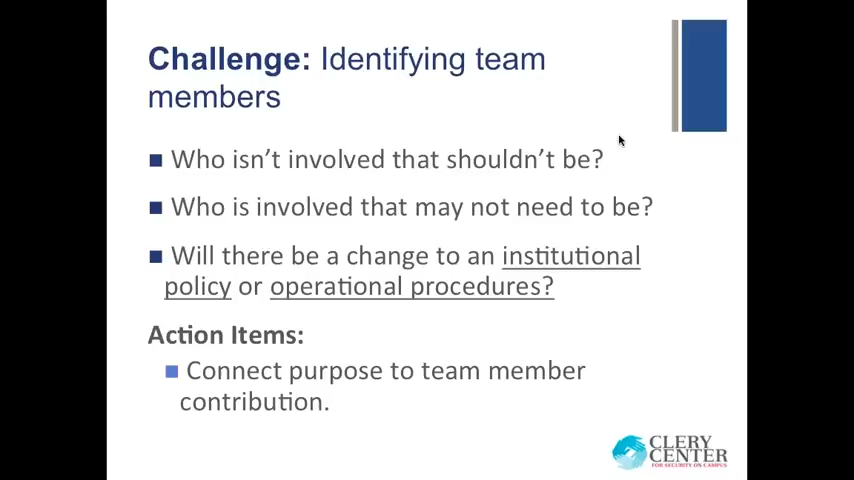 Challenge: Identifying team
members
Who isn't involved that shouldn't be?
Who is involved that may not need to be?
Will there be a change to an institutional
policy or operational procedures?
Action Items:
Connect purpose to team member
contribution.
CLERY
CENTER
FOR SECURITY ON CAMPUS